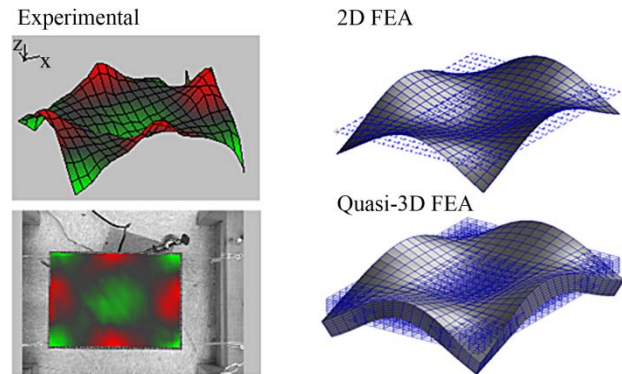 Experimental
2D FEA
Z
X
Quasi-3D FEA